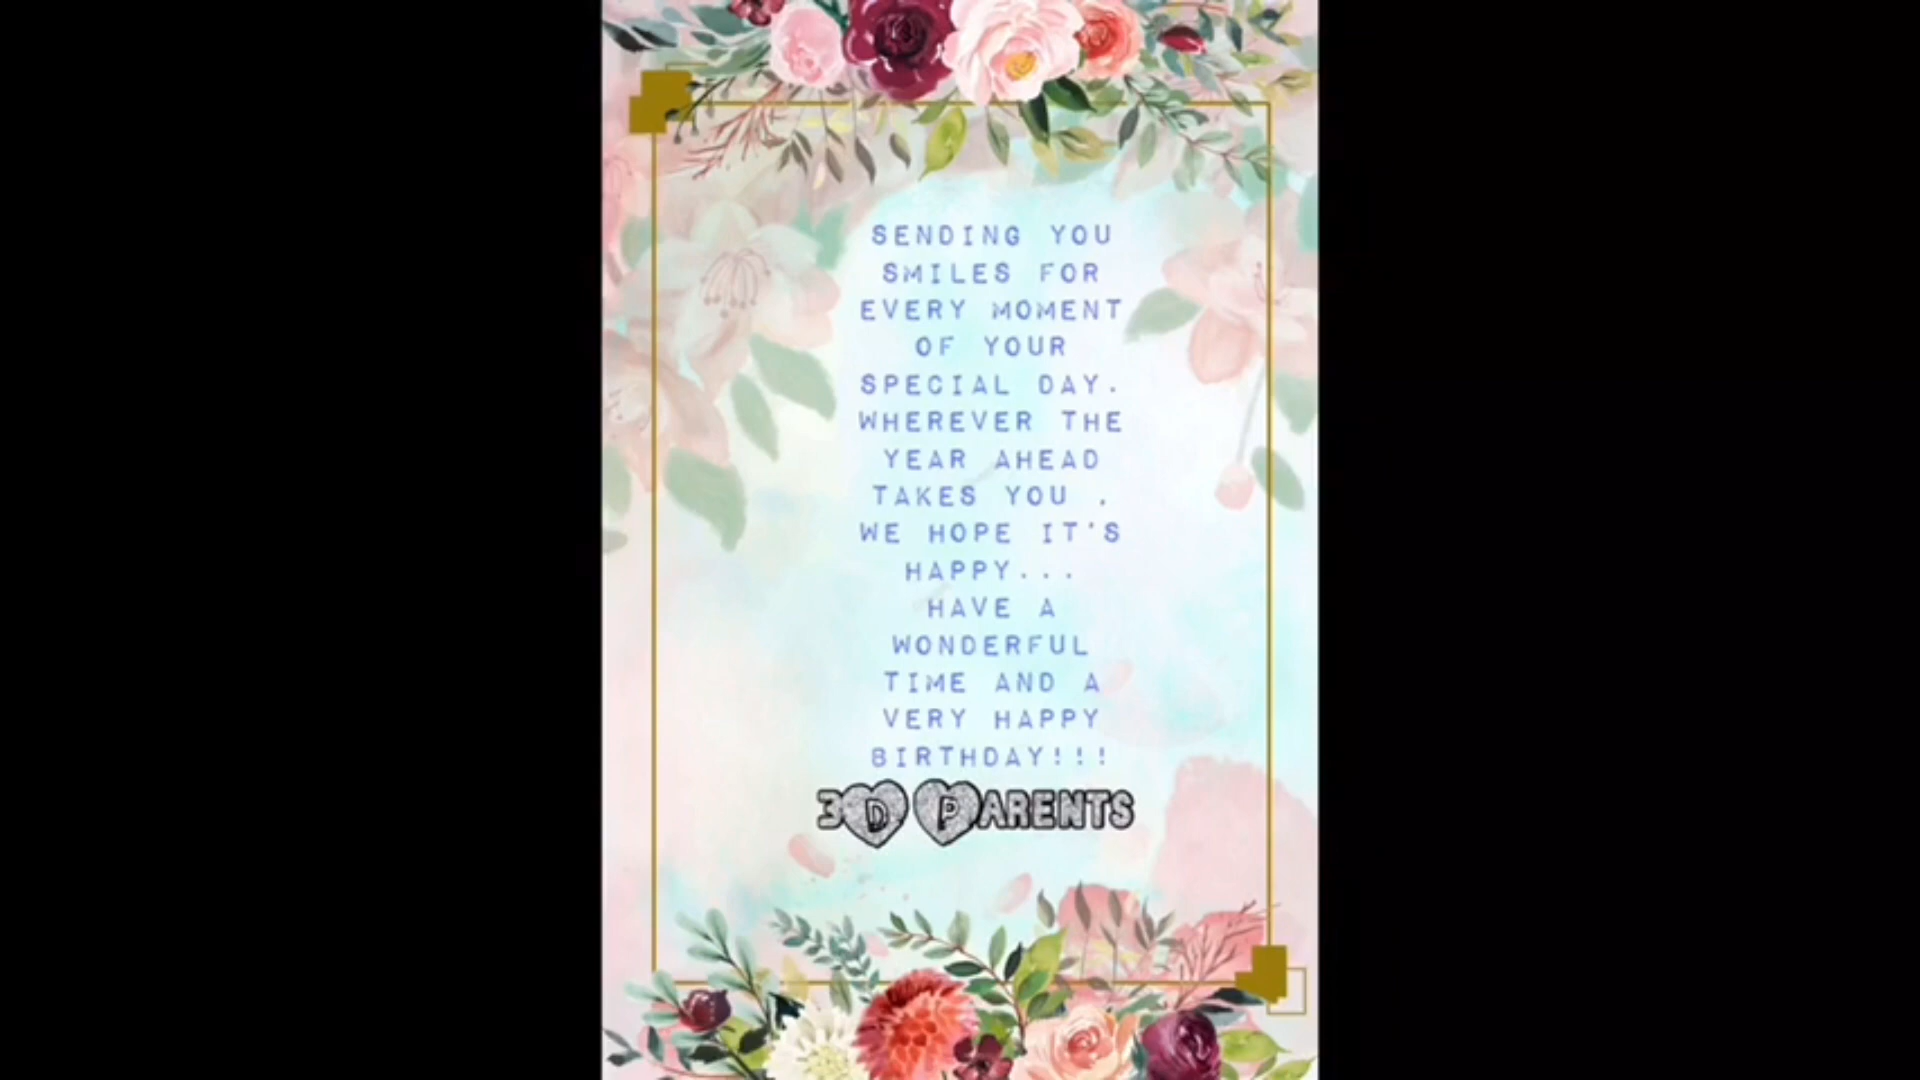 SENDING YOU
SMILES FOR
EVERY MOMENT
OF YOUR
SPECIAL DAY.
WHEREVER THE
YEAR AHEAD
TAKES YOU .
WE HOPE IT'S
HAPPY...
HAVE A
WONDERFUL
TIME AND A
VERY HAPPY
BIRTHDAY!!!
3D PARENTS